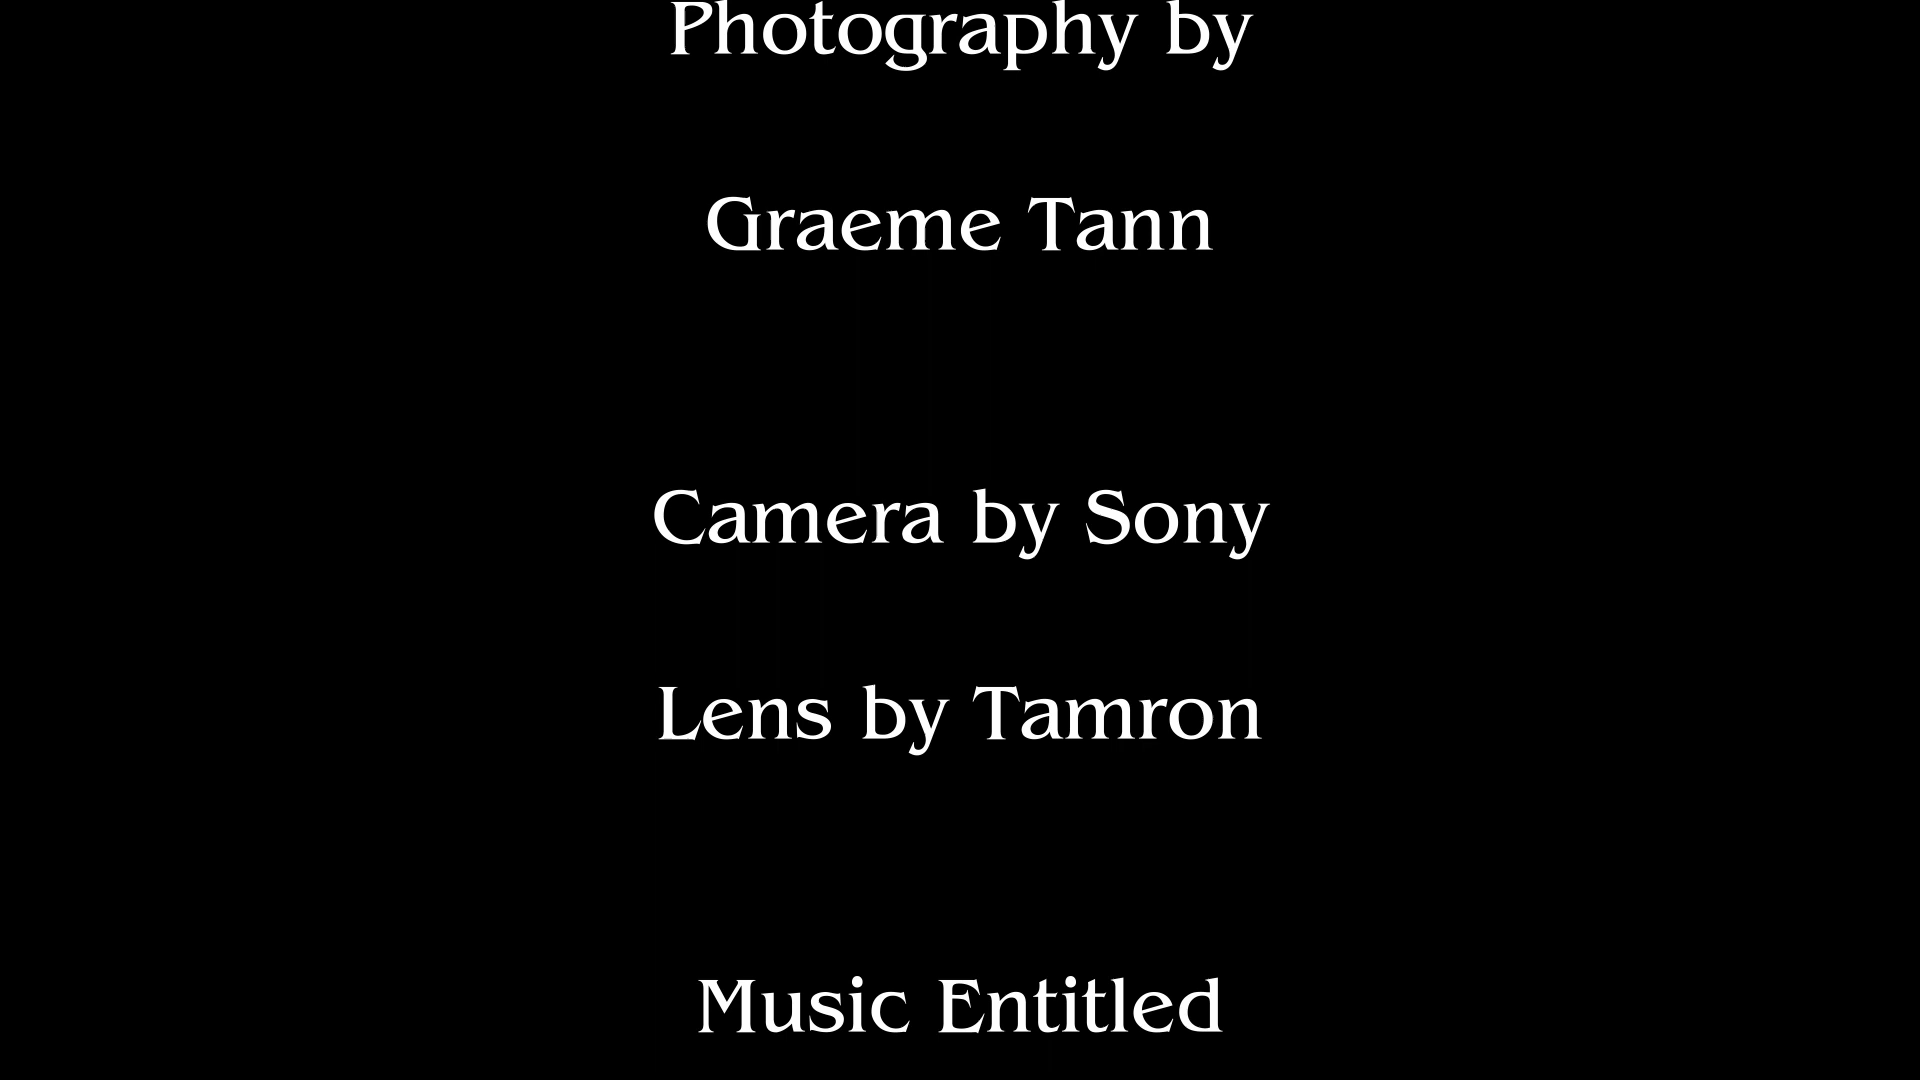 Photography by
Graeme Tann
Camera by Sony
Lens by Tamron
Music Entitled